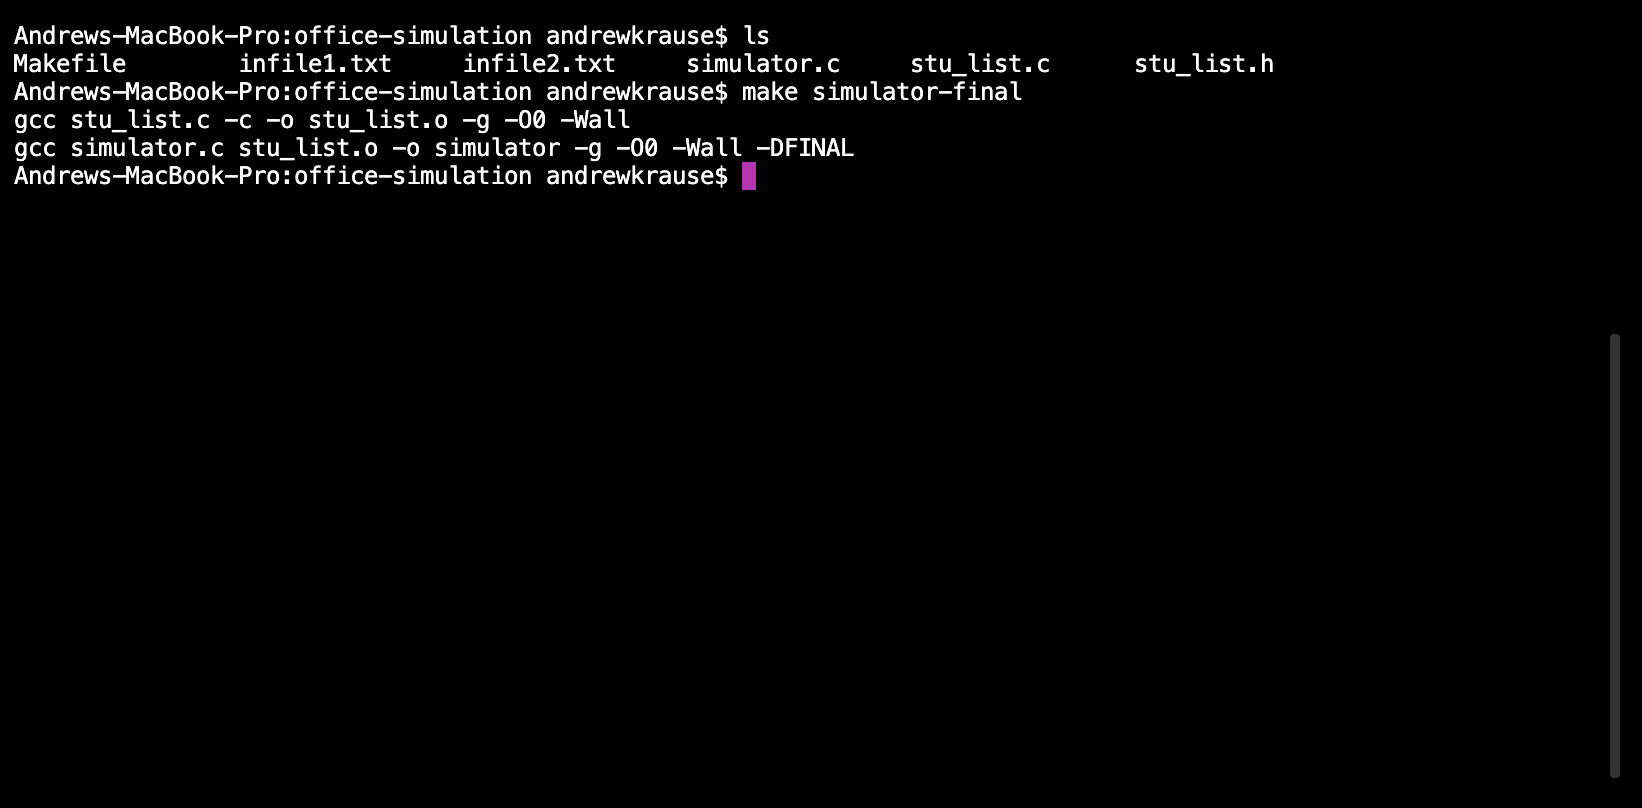 Andrews-MacBook-Pro:office-simulation andrewkrause$ ls
Makefile        infile1.txt     infile2.txt     simulator.c     stu_list.c      stu_list.h
Andrews-MacBook-Pro:office-simulation andrewkrause$ make simulator-final
gcc stu_list.c -c -o stu_list.o -g -O0 -Wall
gcc simulator.c stu_list.o -o simulator -g -O0 -Wall -DFINAL
Andrews-MacBook-Pro:office-simulation andrewkrause$